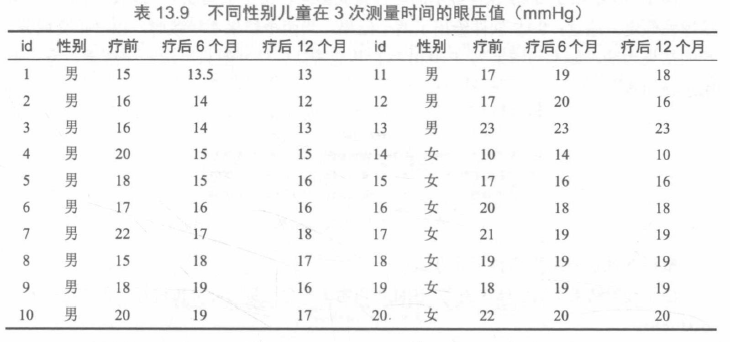 表 13.9 不同性别儿童在 3 次测量时间的眼压值（mmHg）
id 性别 疗前 疗后 6 个月 疗后 12 个月 id 性别 疗前 疗后6个月 疗后 12 个月
1 男 15 13.5 13 11 男 17 19 18
2 男 16 14 12 12 男 17 20 16
3 男 16 14 13 13 男 23 23 23
4 男 20 15 15 14 女 10 14 10
5 男 18 15 16 15 女 17 16 16
6 男 17 16 16 16 女 20 18 18
7 男 22 17 18 17 女 21 19 19
8 男 15 18 17 18 女 19 19 19
9 男 18 19 16 19 女 18 19 19
10 男 20 19 17 20 女 22 20 20